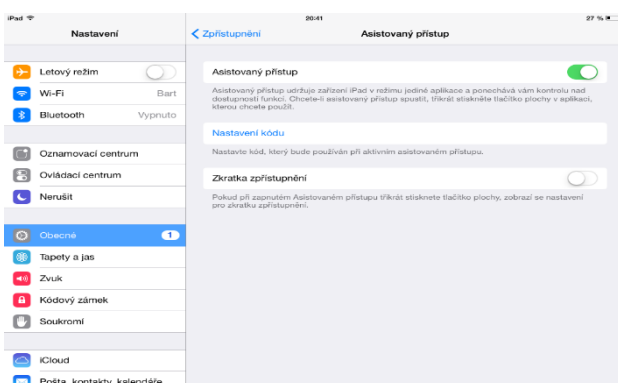 iPad 20:41 27 %
Nastavení
Zpřístupnění Asistovaný přístup
Letový režim
Wi-Fi Bart
Bluetooth Vypnuto
Oznamovací centrum
Ovládací centrum
Nerušit
Obecné 1
Tapety a jas
Zvuk
Kódový zámek
Soukromí
iCloud
Pošta, kontakty, kalendáře
Asistovaný přístup
Asistovaný přístup udržuje zařízení iPad v režimu jediné aplikace a ponechává vám kontrolu nad
dostupností funkcí. Chcete-li asistovaný přístup spustit, třikrát stiskněte tlačítko plochy v aplikaci,
kterou chcete použít.
Nastavení kódu
Nastavte kód, který bude používán při aktivním asistovaném přístupu.
Zkratka zpřístupnění
Pokud při zapnutém Asistovaném přístupu třikrát stisknete tlačítko plochy, zobrazí se nastavení
pro zkratku zpřístupnění.